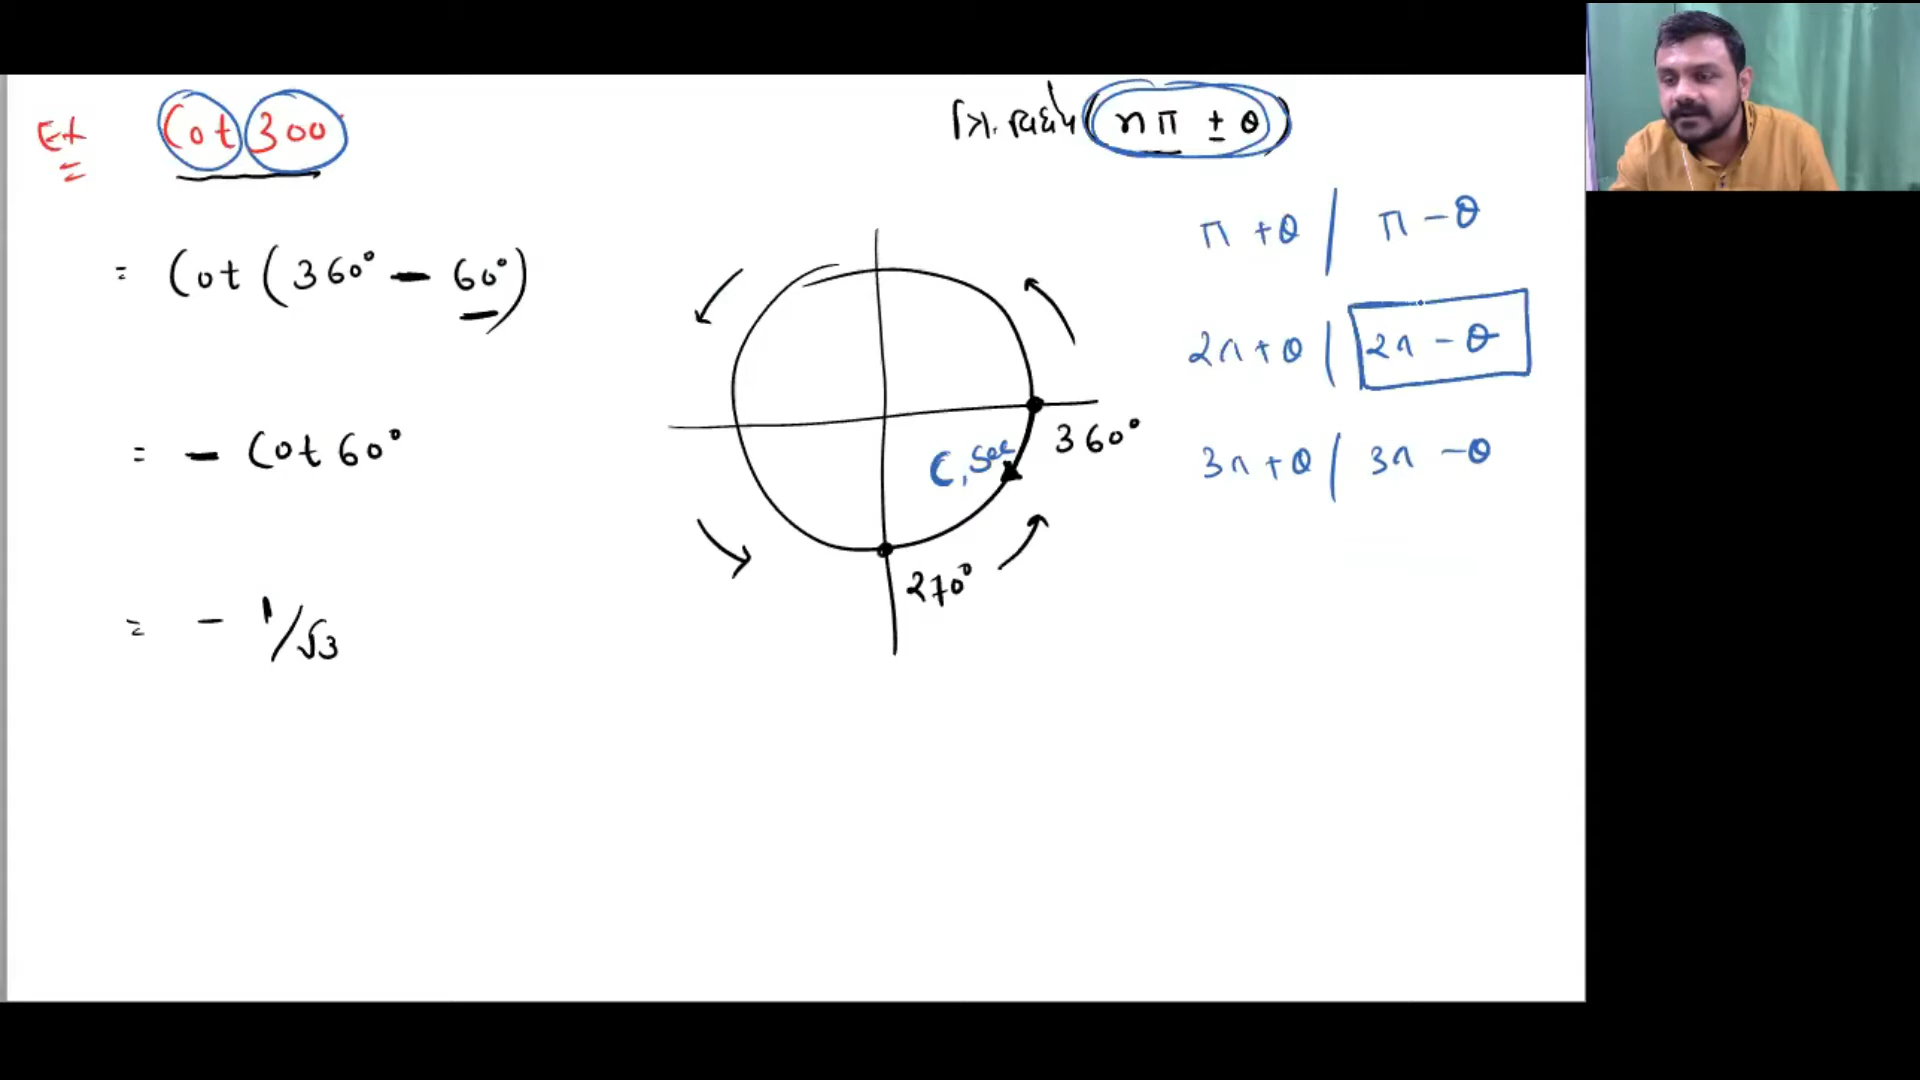 Ex Cot 300
ત્રિ. વિધેય (nπ ± θ)
π + θ / π - θ
= Cot (360° - 60°)
2π + θ | 2π - θ
= - Cot 60°
C, Sec
360°
3π + θ / 3π - θ
270°
= - 1/√3